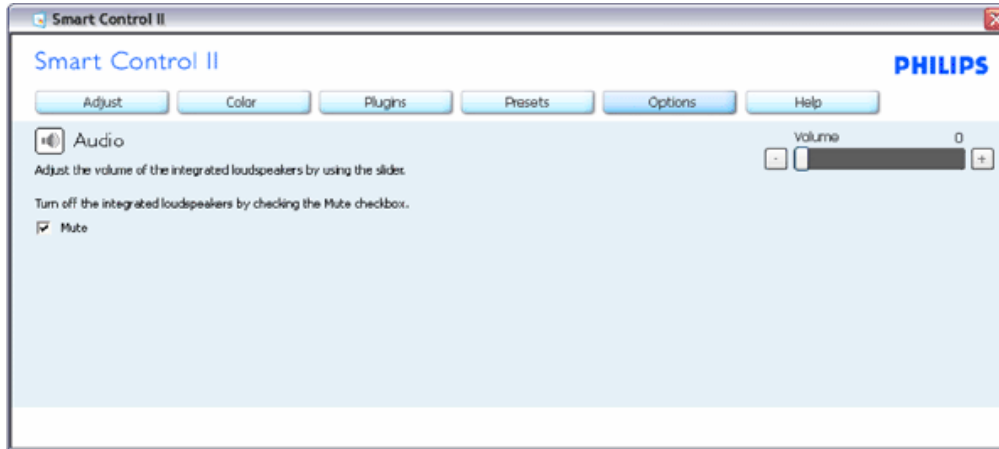 Smart Control II
Smart Control II
PHILIPS
Adjust Color Plugins Presets Options Help
Audio
Volume 0
- +
Adjust the volume of the integrated loudspeakers by using the slider.
Turn off the integrated loudspeakers by checking the Mute checkbox.
Mute